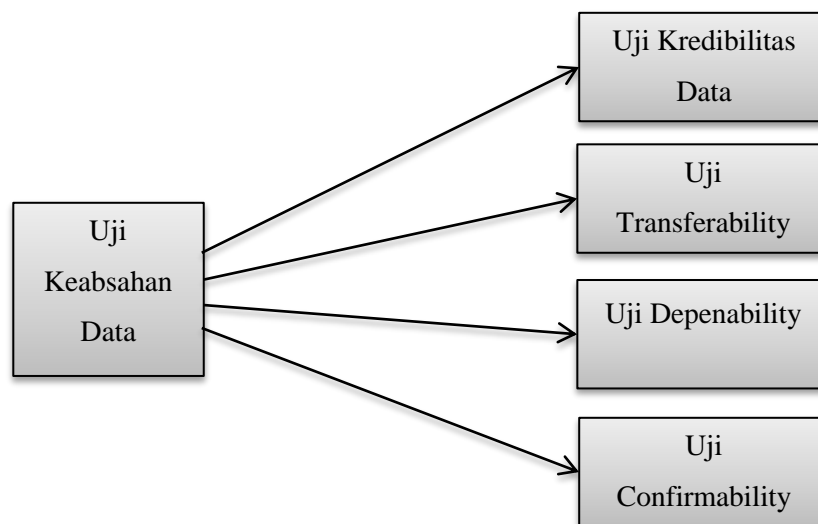 Uji Kredibilitas
Data
Uji
Transferability
Uji
Keabsahan
Data
Uji Depenability
Uji
Confirmability